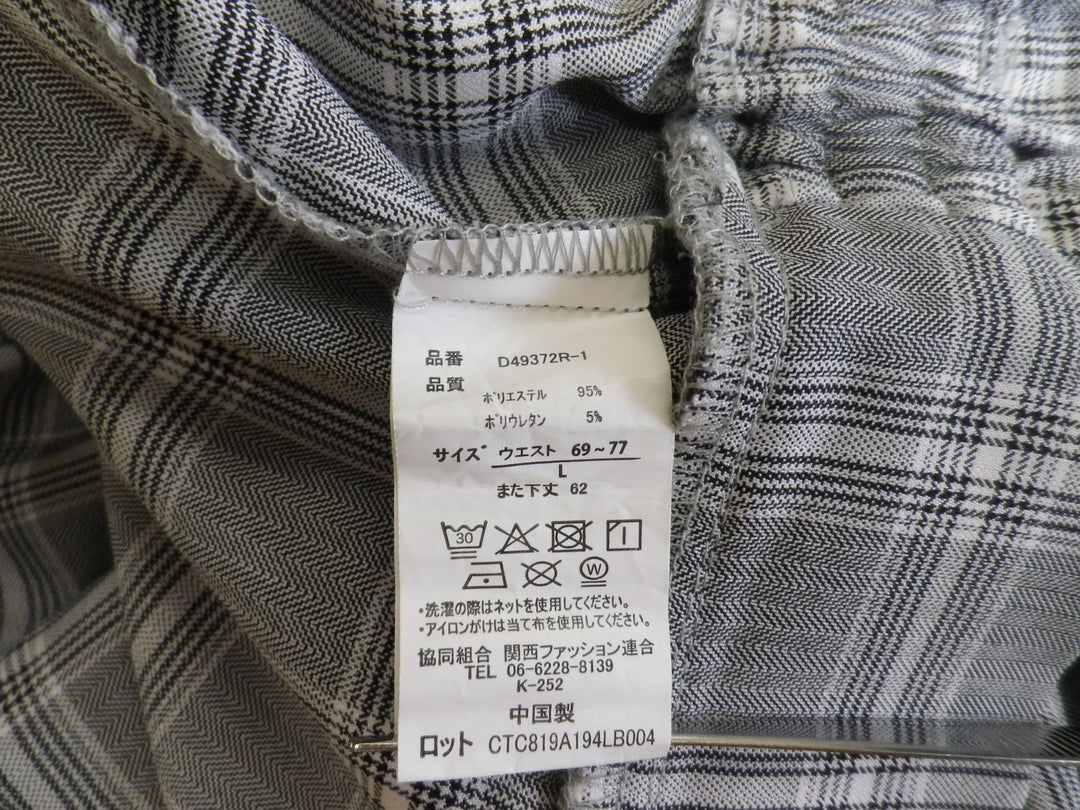 品番 D49372R-1
品質
ポリエステル 95%
ポリウレタン 5%
サイズ ウエスト 69~77
L
また下丈 62
30
W
・洗濯の際はネットを使用してください。
・アイロンがけは当て布を使用してください。
協同組合 関西ファッション連合
TEL 06-6228-8139
K-252
中国製
ロット CTC819A194LB004